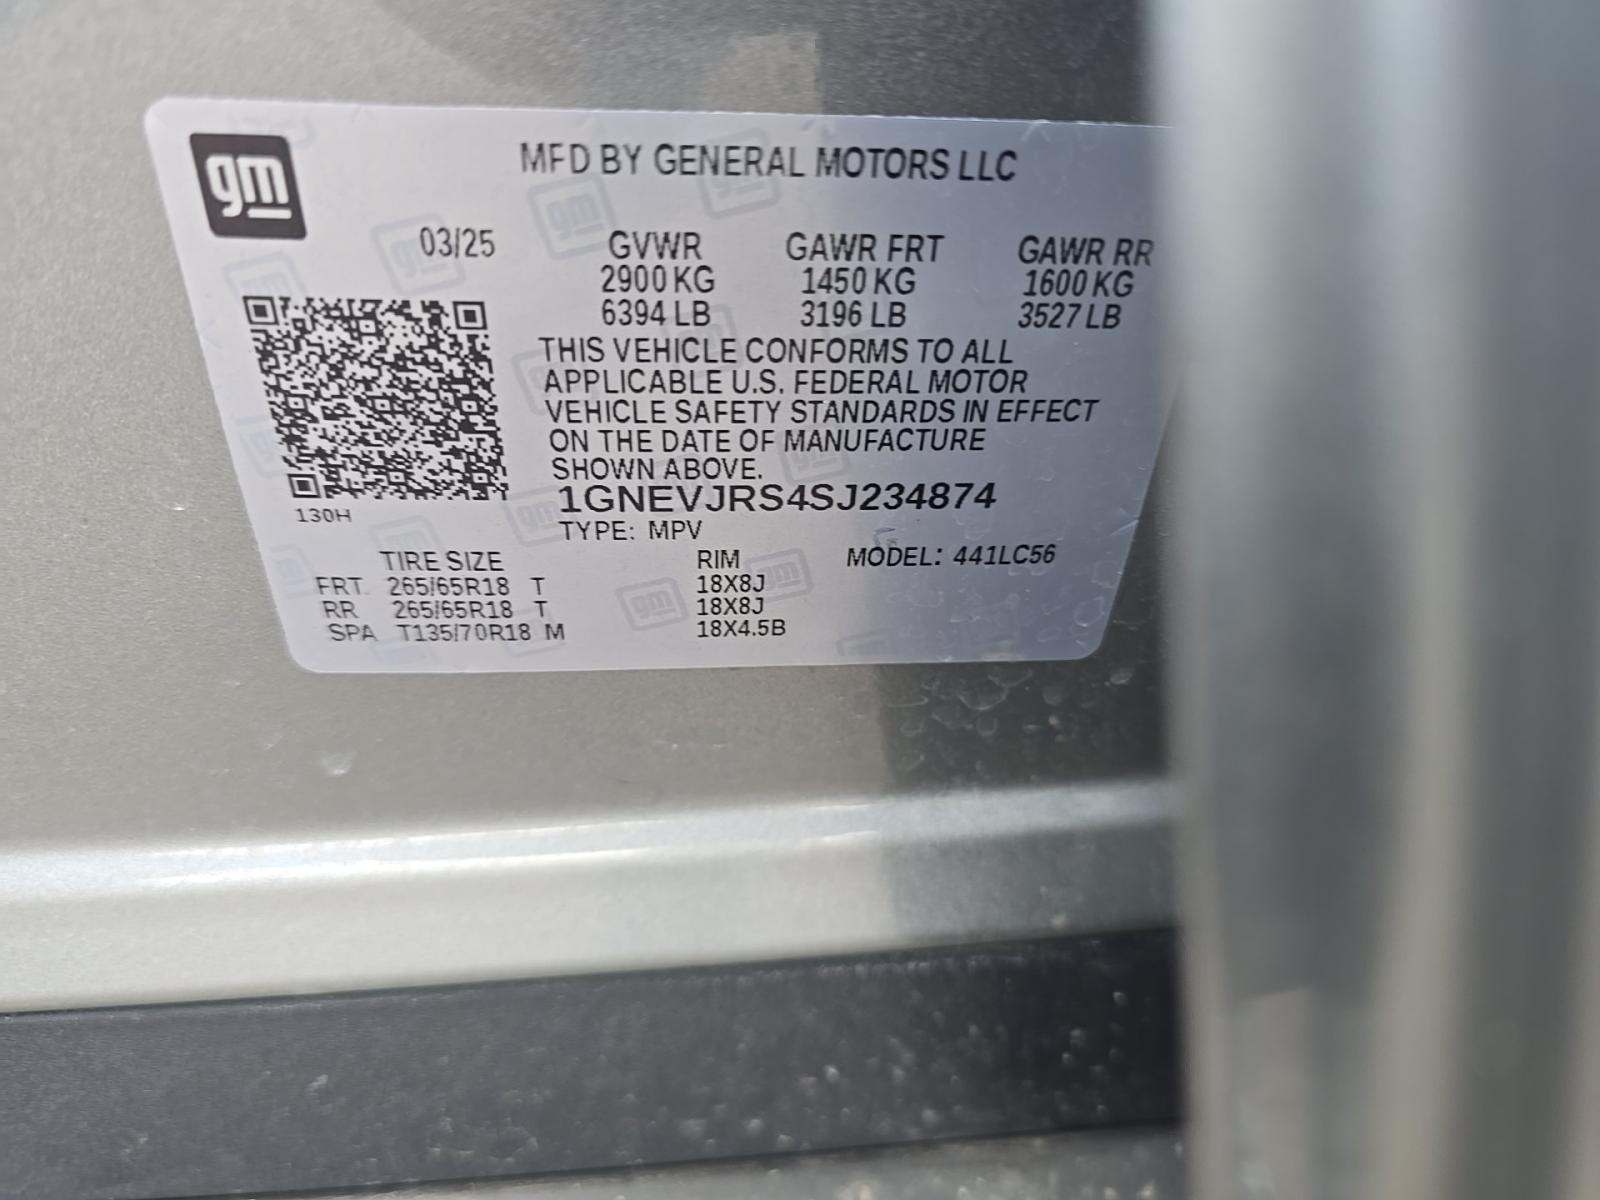 gm
MFD BY GENERAL MOTORS LLC
03/25 GVWR GAWR FRT GAWR RR
2900 KG 1450 KG 1600 KG
6394 LB 3196 LB 3527 LB
THIS VEHICLE CONFORMS TO ALL
APPLICABLE U.S. FEDERAL MOTOR
VEHICLE SAFETY STANDARDS IN EFFECT
ON THE DATE OF MANUFACTURE
SHOWN ABOVE.
1GNEVJRS4SJ234874
130H
TYPE: MPV
TIRE SIZE RIM MODEL: 441LC56
FRT 265/65R18 T 18X8J
RR 265/65R18 T 18X8J
SPA T135/70R18 M 18X4.5B